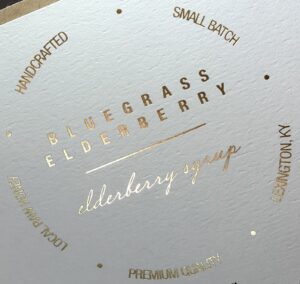 HANDCRAFTED
SMALL BATCH
BLUEGRASS
ELDERBERRY
elderberry syrup
LOCAL RAW HONEY
LEXINGTON, KY
PREMIUM QUALITY